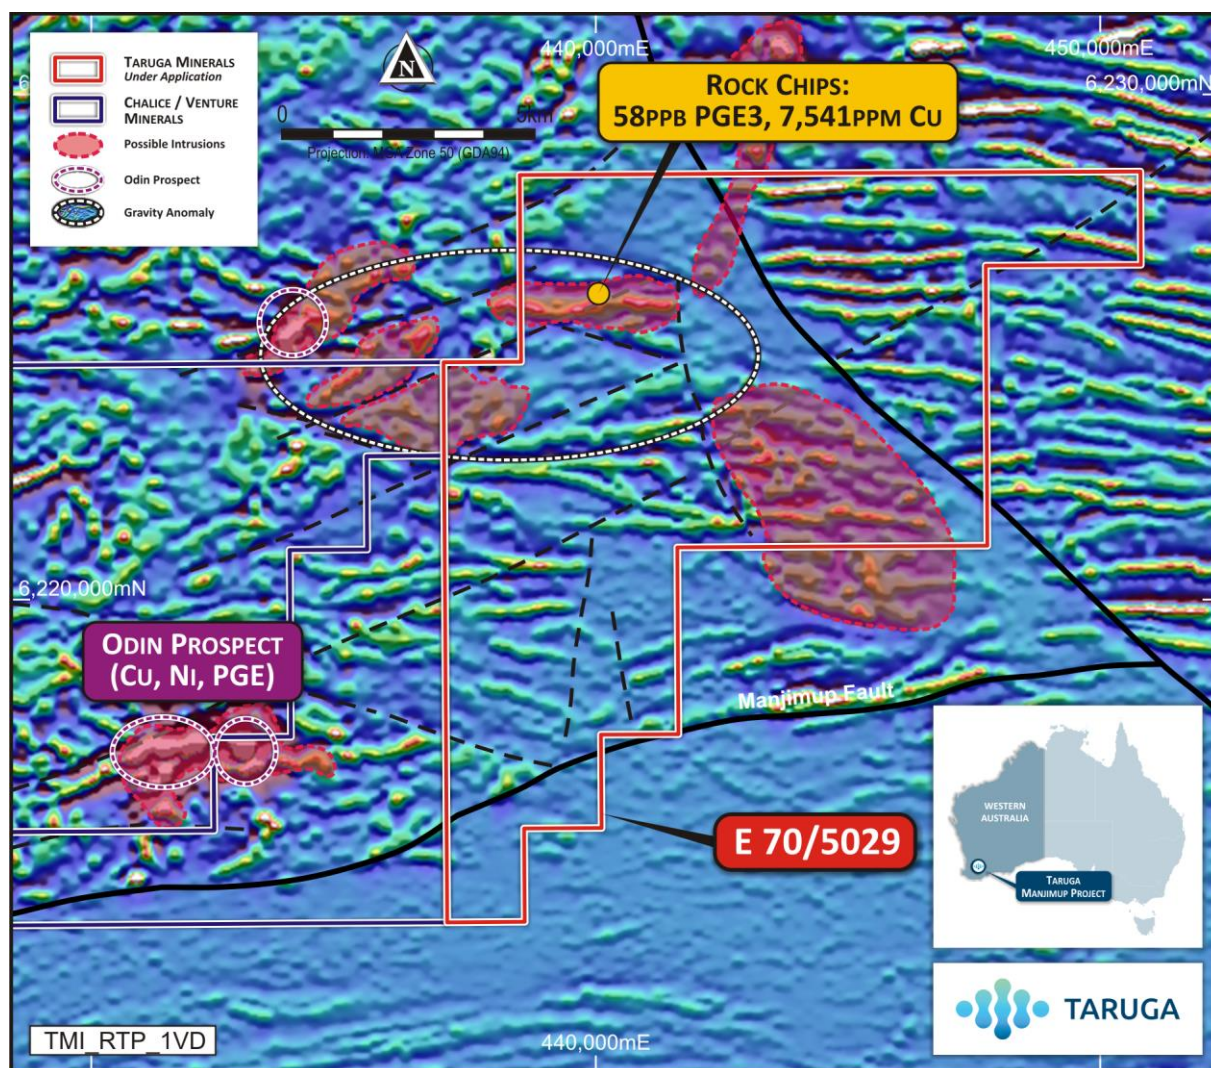 TARUGA MINERALS
Under Application
CHALICE / VENTURE
MINERALS
Possible Intrusions
ODIN PROSPECT
Gravity Anomaly
N
0
5km
Projection: MGA Zone 50 (GDA94)
440,000mE
450,000mE
6,230,000mN
ROCK CHIPS:
58PPB PGE3, 7,541PPM CU
6,220,000mN
ODIN PROSPECT
(CU, NI, PGE)
Manjimup Fault
E 70/5029
WESTERN
AUSTRALIA
TARUGA
MANJIMUP PROJECT
TARUGA
TMI_RTP_1VD
440,000mE